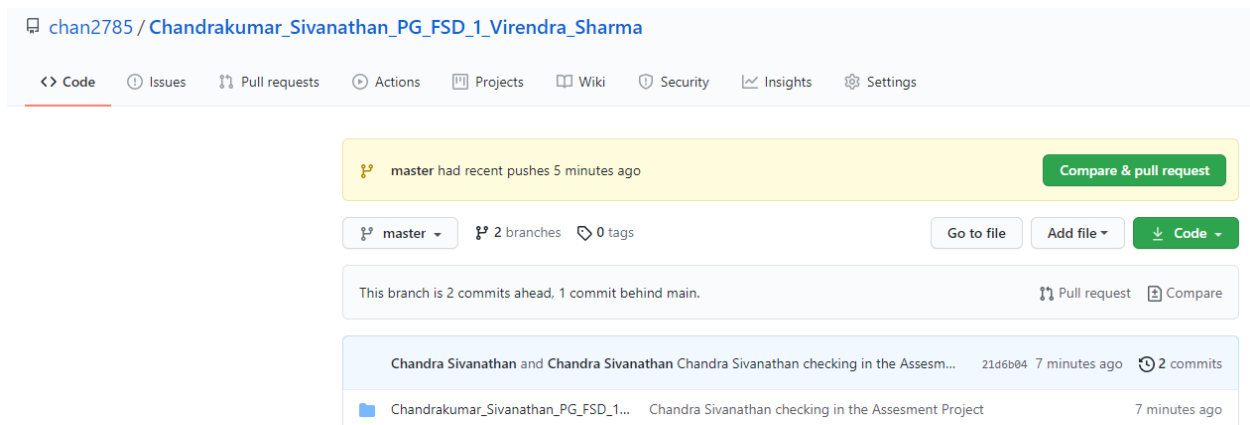 chan2785 / Chandrakumar_Sivanathan_PG_FSD_1_Virendra_Sharma
<> Code Issues Pull requests Actions Projects Wiki Security Insights Settings
master had recent pushes 5 minutes ago Compare & pull request
master 2 branches 0 tags Go to file Add file Code
This branch is 2 commits ahead, 1 commit behind main. Pull request Compare
Chandra Sivanathan and Chandra Sivanathan Chandra Sivanathan checking in the Assesm... 21d6b04 7 minutes ago 2 commits
Chandrakumar_Sivanathan_PG_FSD_1... Chandra Sivanathan checking in the Assesment Project 7 minutes ago